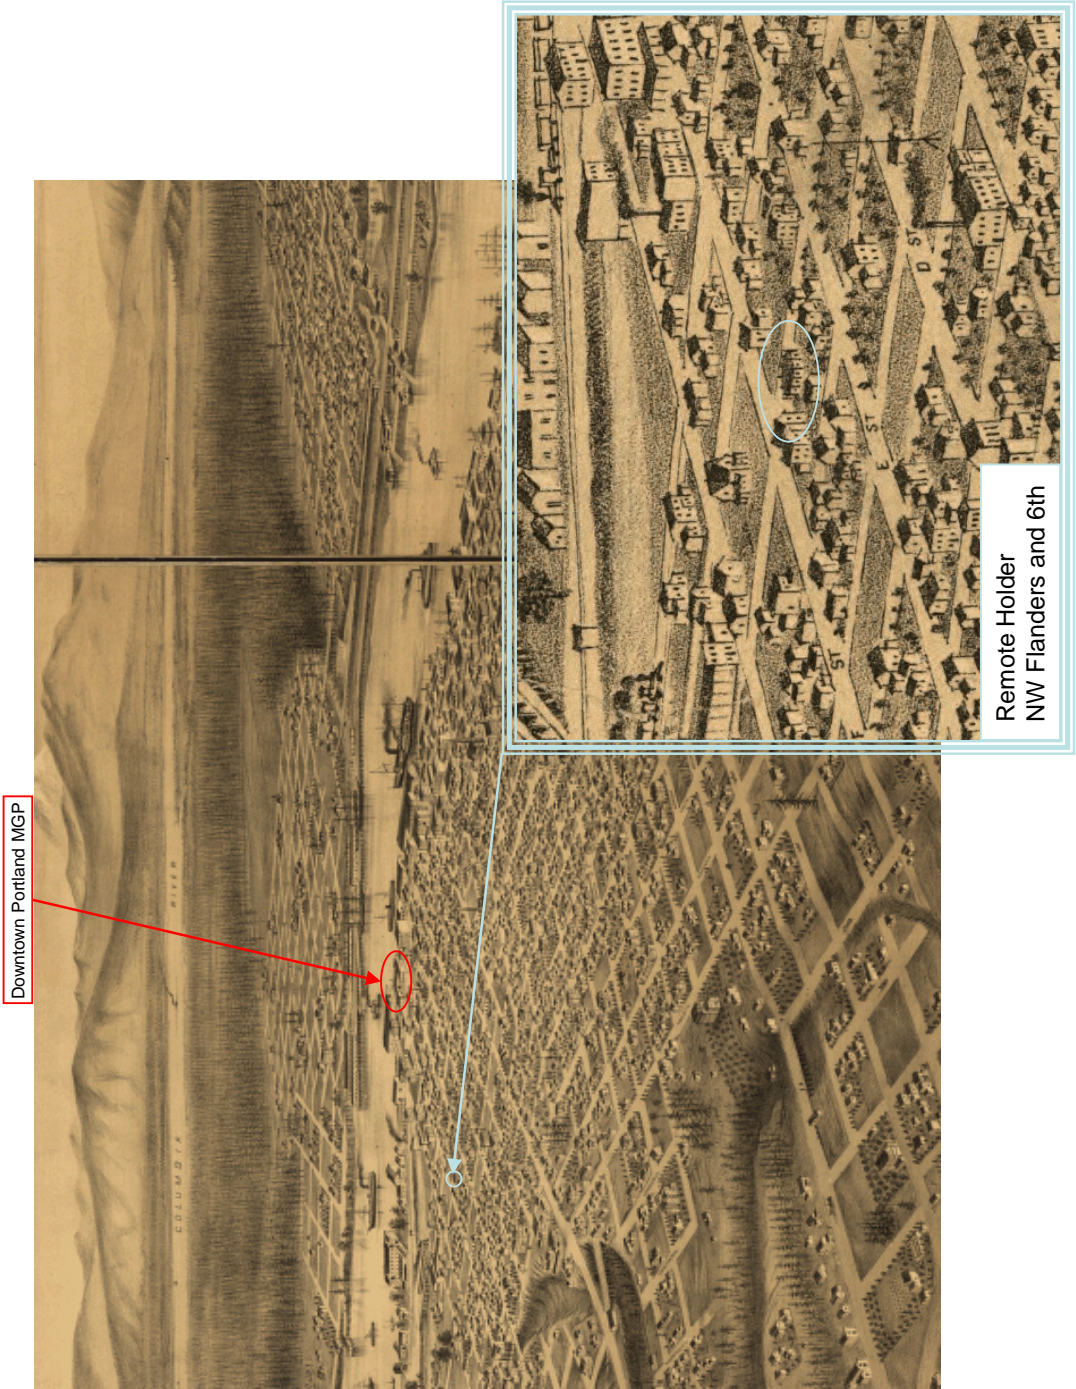 Downtown Portland MGP
Remote Holder
NW Flanders and 6th
COLUMBIA
RIVER
D ST
E ST
F ST